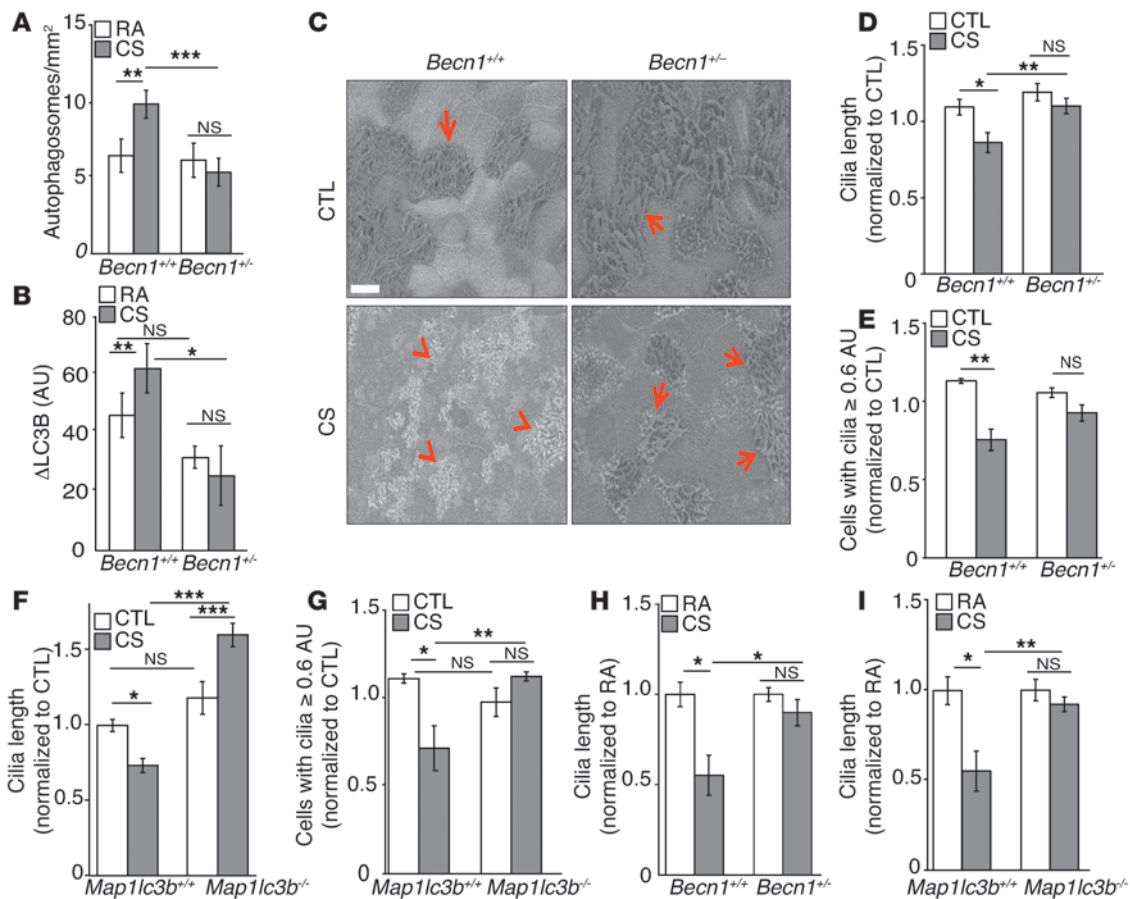 A
15
10
5
0
Autophagosomes/mm²
RA
CS
**
***
NS
Becn1+/+
Becn1+/-
B
80
60
40
20
0
ΔLC3B (AU)
RA
CS
NS
**
*
NS
Becn1+/+
Becn1+/-
C
Becn1+/+
Becn1+/–
CTL
CS
D
1.5
1.0
0.5
0
Cilia length
(normalized to CTL)
CTL
CS
*
**
NS
Becn1+/+
Becn1+/-
E
1.5
1.0
0.5
0
Cells with cilia ≥ 0.6 AU
(normalized to CTL)
CTL
CS
**
NS
Becn1+/+
Becn1+/-
F
1.5
1.0
0.5
0
Cilia length
(normalized to CTL)
CTL
CS
***
***
NS
*
Map1lc3b+/+
Map1lc3b-/-
G
1.5
1.0
0.5
0
Cells with cilia ≥ 0.6 AU
(normalized to CTL)
CTL
CS
*
**
NS
NS
Map1lc3b+/+
Map1lc3b-/-
H
1.5
1.0
0.5
0
Cilia length
(normalized to RA)
RA
CS
*
*
NS
Becn1+/+
Becn1+/-
I
1.5
1.0
0.5
0
Cilia length
(normalized to RA)
RA
CS
*
**
NS
Map1lc3b+/+
Map1lc3b-/-